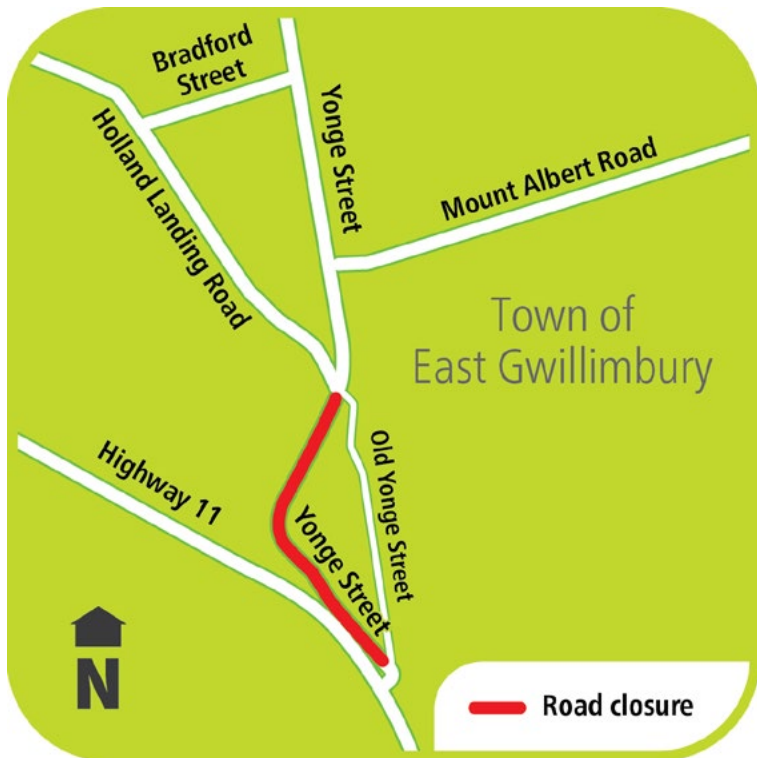 Bradford
Street
Yonge Street
Holland Landing Road
Mount Albert Road
Town of
East Gwillimbury
Highway 11
Old Yonge Street
Yonge Street
N
Road closure